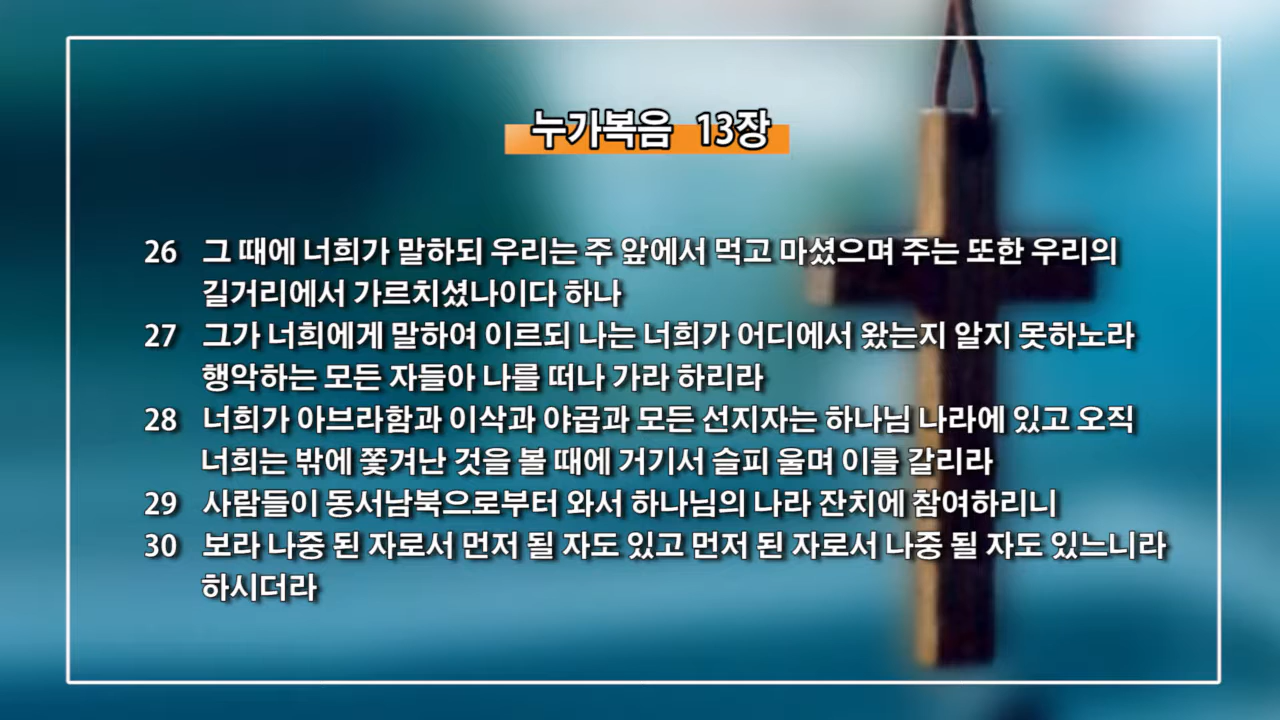 누가복음 13장
26 그 때에 너희가 말하되 우리는 주 앞에서 먹고 마셨으며 주는 또한 우리의
길거리에서 가르치셨나이다 하나
27 그가 너희에게 말하여 이르되 나는 너희가 어디에서 왔는지 알지 못하노라
행악하는 모든 자들아 나를 떠나 가라 하리라
28 너희가 아브라함과 이삭과 야곱과 모든 선지자는 하나님 나라에 있고 오직
너희는 밖에 쫓겨난 것을 볼 때에 거기서 슬피 울며 이를 갈리라
29 사람들이 동서남북으로부터 와서 하나님의 나라 잔치에 참여하리니
30 보라 나중 된 자로서 먼저 될 자도 있고 먼저 된 자로서 나중 될 자도 있느니라
하시더라